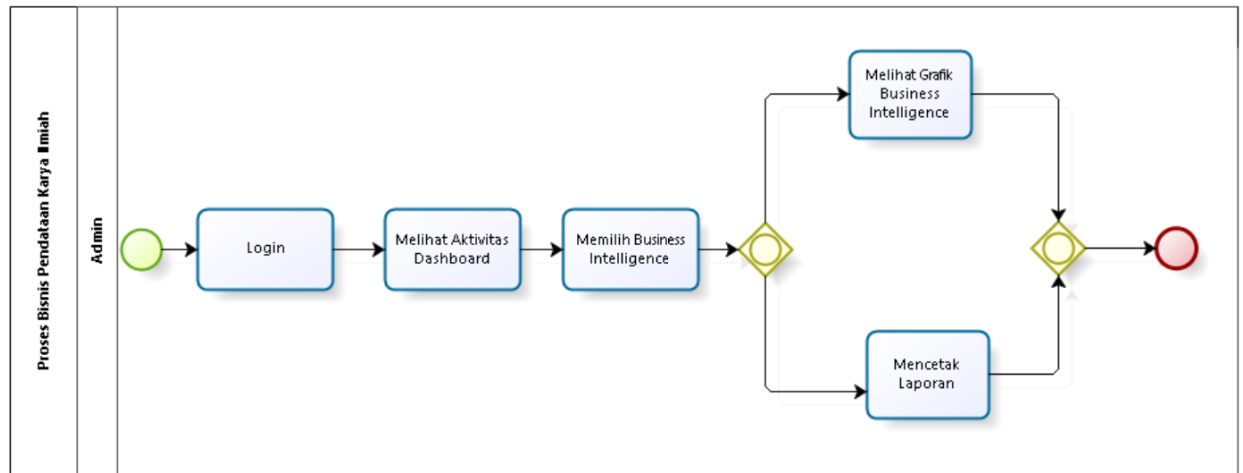 Proses Bisnis Pendataan Karya Ilmiah
Admin
Login
Melihat Aktivitas
Dashboard
Memilih Business
Intelligence
Melihat Grafik
Business
Intelligence
Mencetak
Laporan